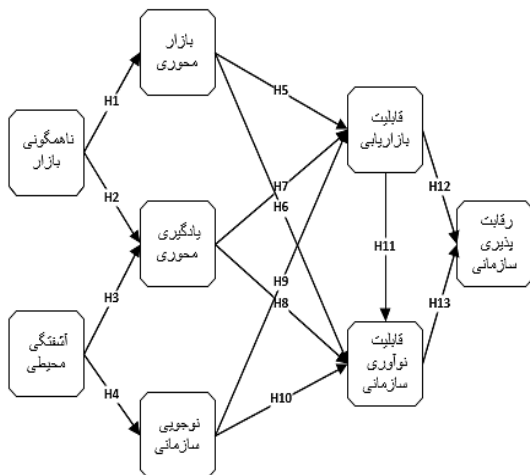 بازار
محوری
H1
H5
ناهمگونی
بازار
قابلیت
بازاریابی
H2
H7
H6
H12
یادگیری
محوری
رقابت
پذیری
سازمانی
H11
H3
H9
H8
H13
آشفتگی
محیطی
قابلیت
نوآوری
سازمانی
H4
H10
نوجویی
سازمانی